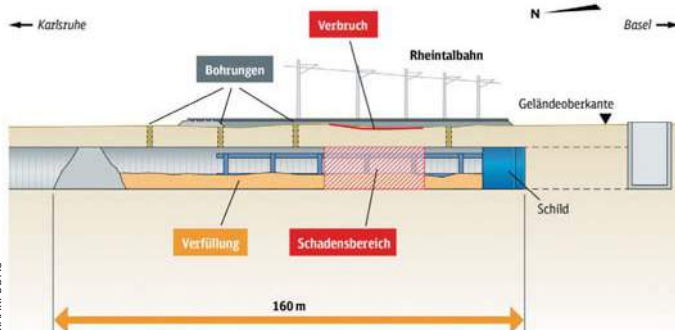 ← Karlsruhe
Verbruch
N
Basel →
Rheintalbahn
Bohrungen
Geländeoberkante
Schild
Verfüllung
Schadensbereich
160 m